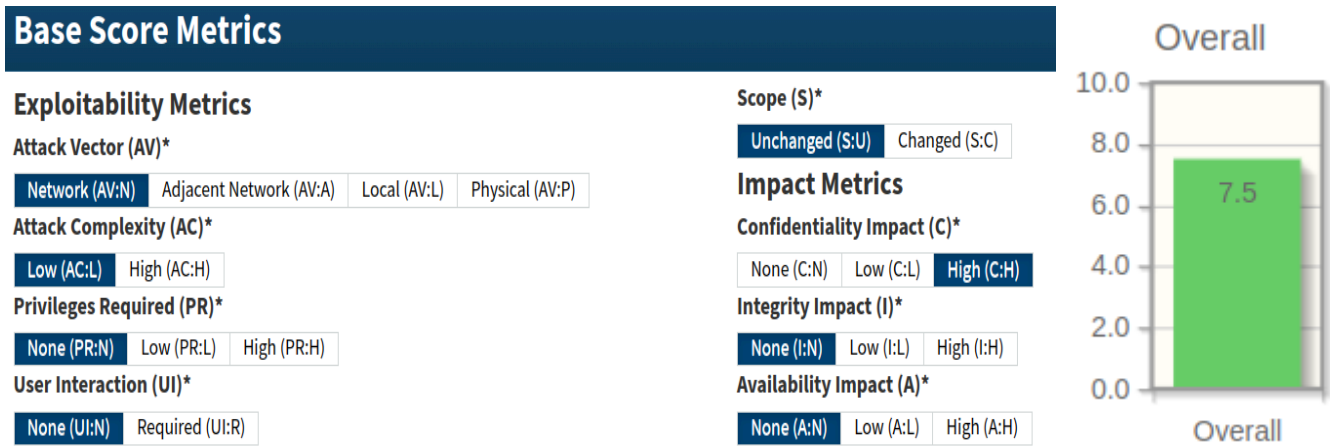 Base Score Metrics
Exploitability Metrics
Attack Vector (AV)*
Network (AV:N) Adjacent Network (AV:A) Local (AV:L) Physical (AV:P)
Attack Complexity (AC)*
Low (AC:L) High (AC:H)
Privileges Required (PR)*
None (PR:N) Low (PR:L) High (PR:H)
User Interaction (UI)*
None (UI:N) Required (UI:R)
Scope (S)*
Unchanged (S:U) Changed (S:C)
Impact Metrics
Confidentiality Impact (C)*
None (C:N) Low (C:L) High (C:H)
Integrity Impact (I)*
None (I:N) Low (I:L) High (I:H)
Availability Impact (A)*
None (A:N) Low (A:L) High (A:H)
Overall
10.0
8.0
7.5
6.0
4.0
2.0
0.0
Overall